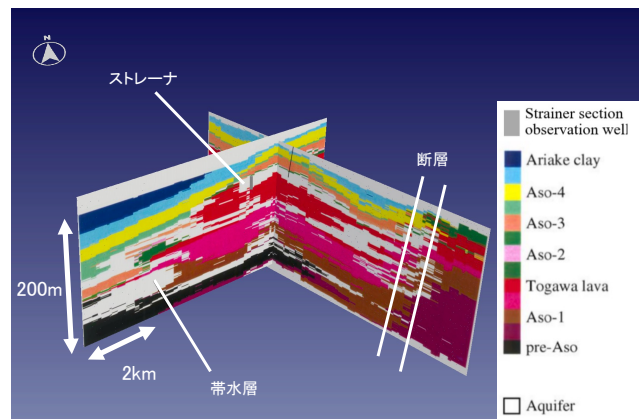 N
ストレーナ
断層
200m
2km
帯水層
Strainer section
observation well
Ariake clay
Aso-4
Aso-3
Aso-2
Togawa lava
Aso-1
pre-Aso
Aquifer